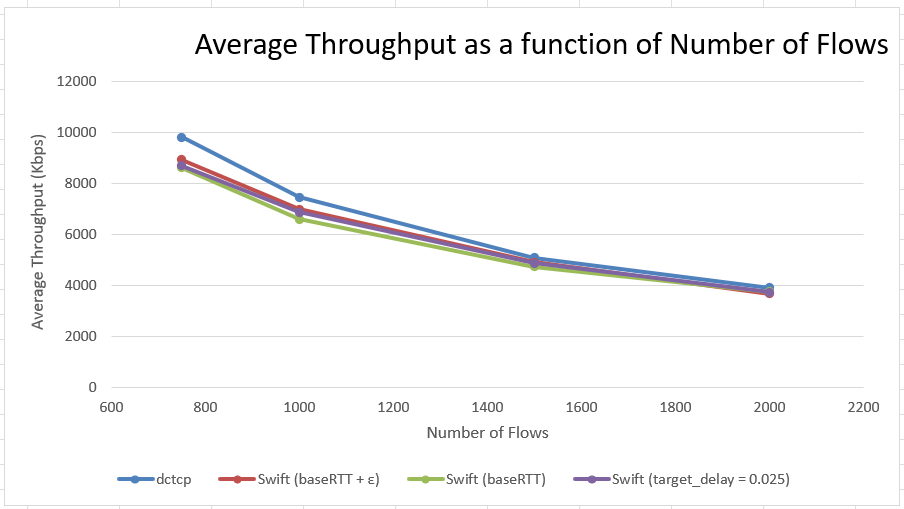 Average Throughput as a function of Number of Flows
12000
10000
8000
6000
4000
2000
0
Average Throughput (Kbps)
600 800 1000 1200 1400 1600 1800 2000 2200
Number of Flows
dctcp Swift (baseRTT + ε) Swift (baseRTT) Swift (target_delay = 0.025)